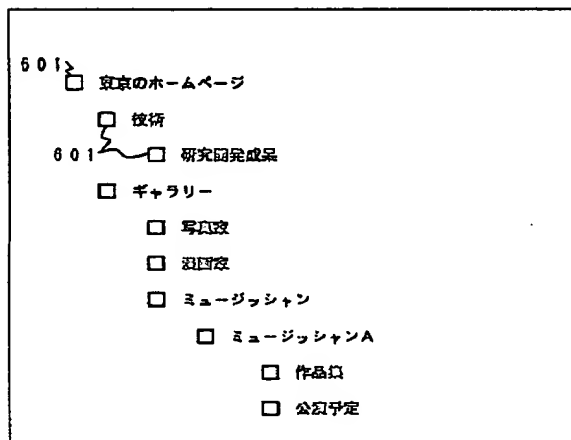 601
東京のホームページ
技術
601 研究開発成果
ギャラリー
写真家
ミュージッシャン
ミュージッシャンA
作品集
公演予定